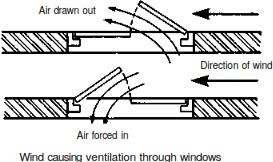 Air drawn out
Direction of wind
Air forced in
Wind causing ventilation through windows